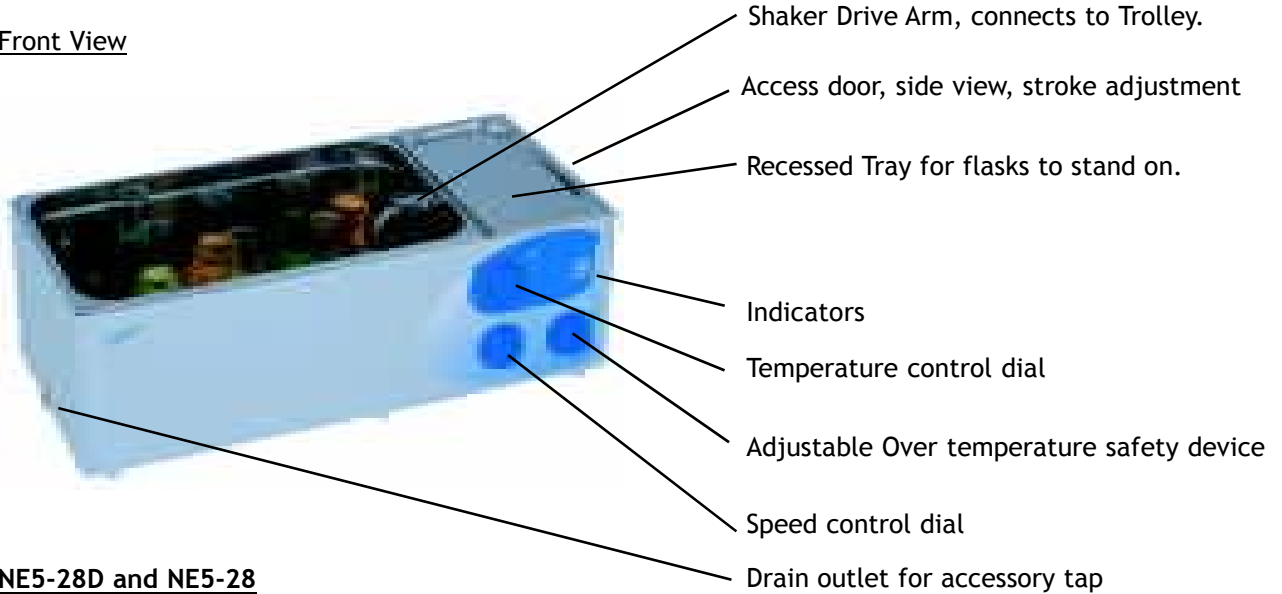 Front View
Shaker Drive Arm, connects to Trolley.
Access door, side view, stroke adjustment
Recessed Tray for flasks to stand on.
Indicators
Temperature control dial
Adjustable Over temperature safety device
Speed control dial
Drain outlet for accessory tap
NE5-28D and NE5-28